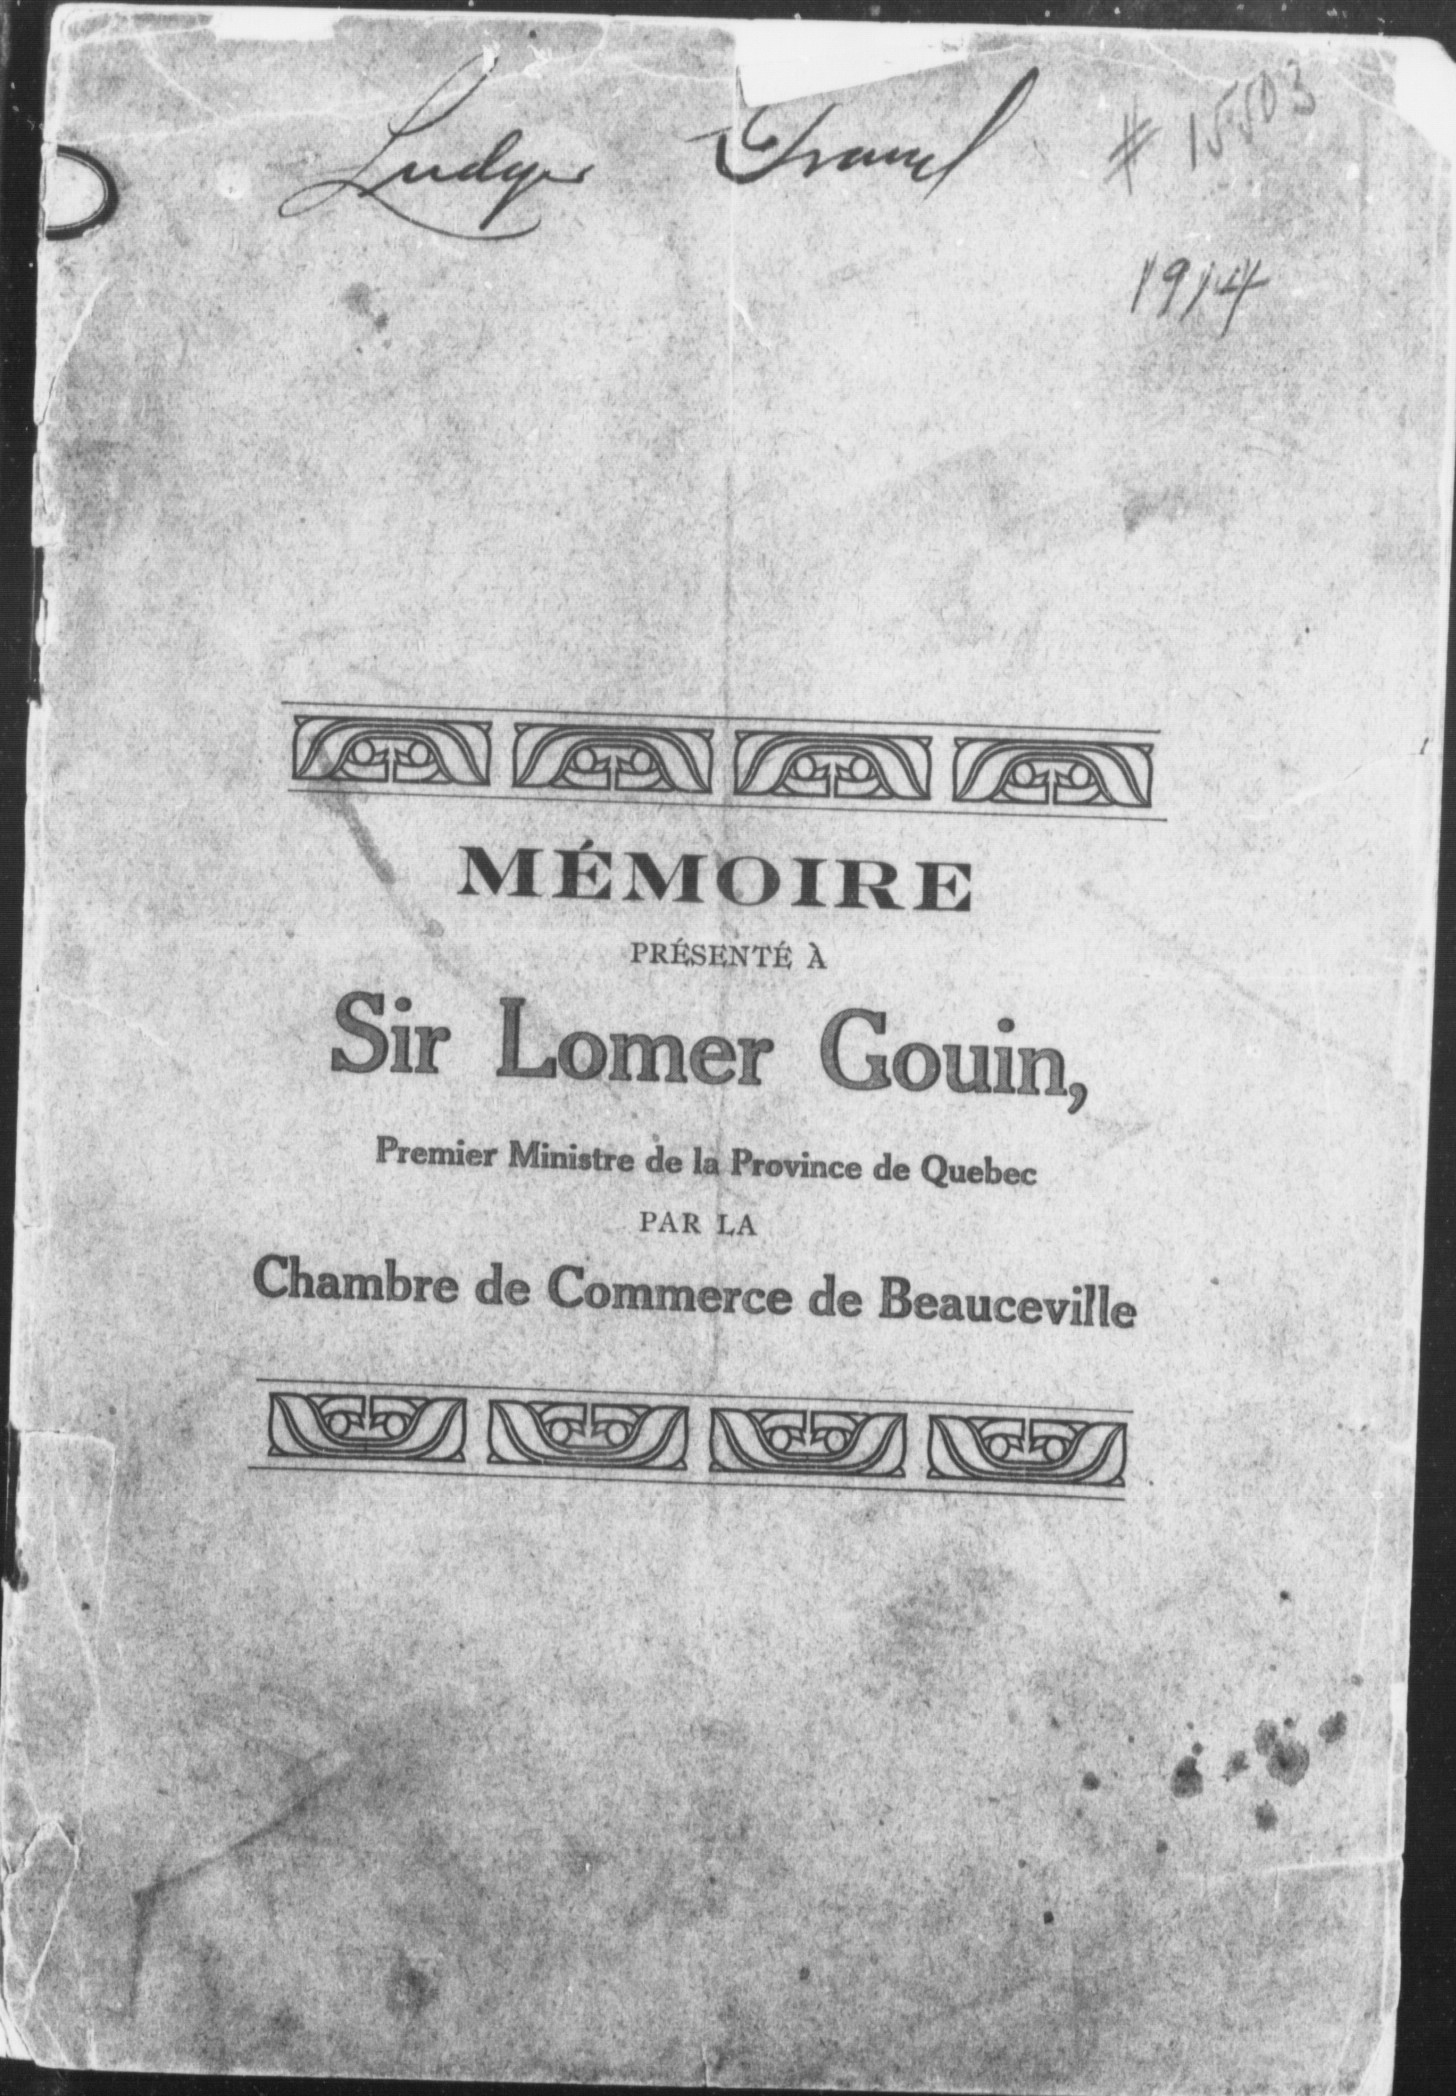 Ludger # 15503
1914
MÉMOIRE
PRÉSENTÉ À
Sir Lomer Gouin,
Premier Ministre de la Province de Quebec
PAR LA
Chambre de Commerce de Beauceville